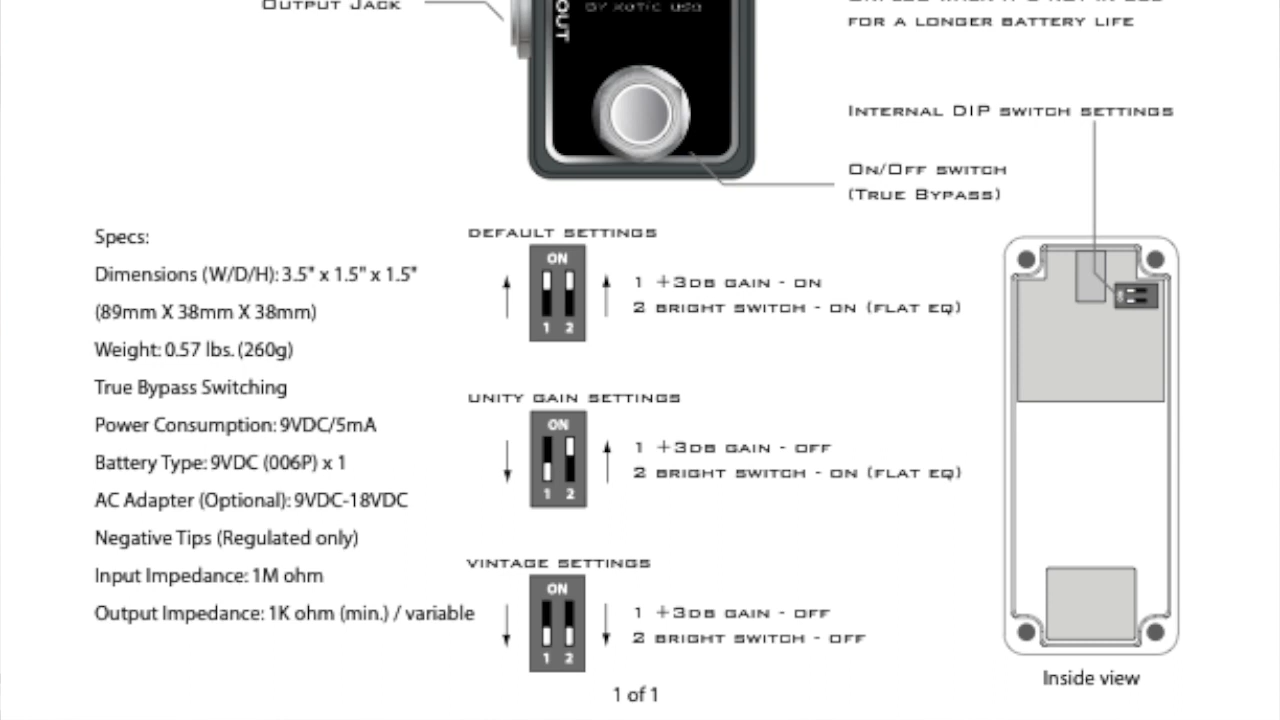 Output Jack
OUT
by Xotic USA
for a longer battery life
Internal DIP switch settings
On/Off switch
(True Bypass)
Specs:
Dimensions (W/D/H): 3.5" x 1.5" x 1.5"
(89mm X 38mm X 38mm)
Weight: 0.57 lbs. (260g)
True Bypass Switching
Power Consumption: 9VDC/5mA
Battery Type: 9VDC (006P) x 1
AC Adapter (Optional): 9VDC-18VDC
Negative Tips (Regulated only)
Input Impedance: 1M ohm
Output Impedance: 1K ohm (min.) / variable
default settings
ON
1 2
1 +3db gain - on
2 bright switch - on (flat eq)
unity gain settings
ON
1 2
1 +3db gain - off
2 bright switch - on (flat eq)
vintage settings
ON
1 2
1 +3db gain - off
2 bright switch - off
Inside view
1 of 1